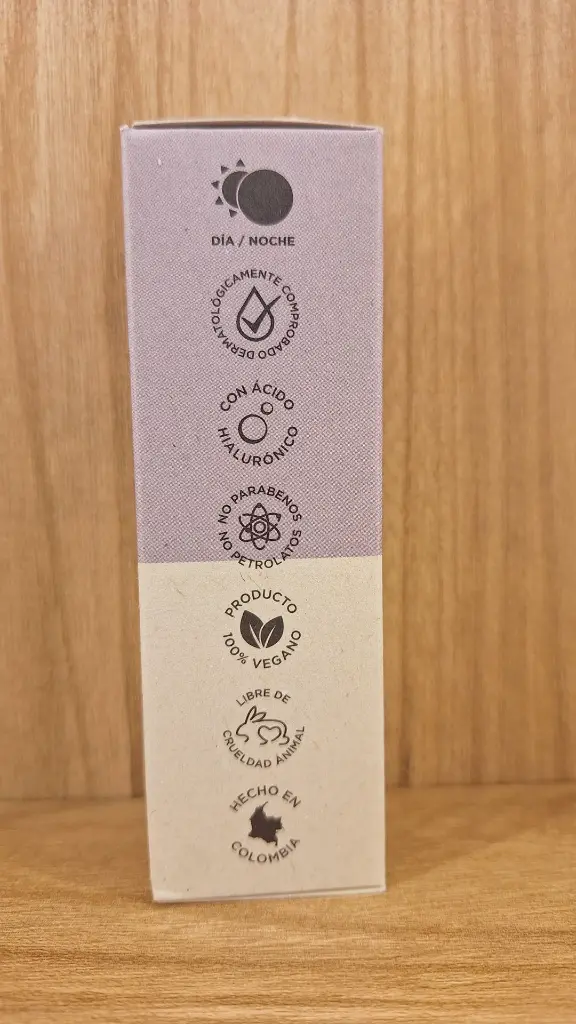 DÍA / NOCHE
DERMATOLÓGICAMENTE COMPROBADO
CON ÁCIDO
HIALURÓNICO
NO PARABENOS
NO PETROLATOS
PRODUCTO
100% VEGANO
LIBRE DE
CRUELDAD ANIMAL
HECHO EN
COLOMBIA